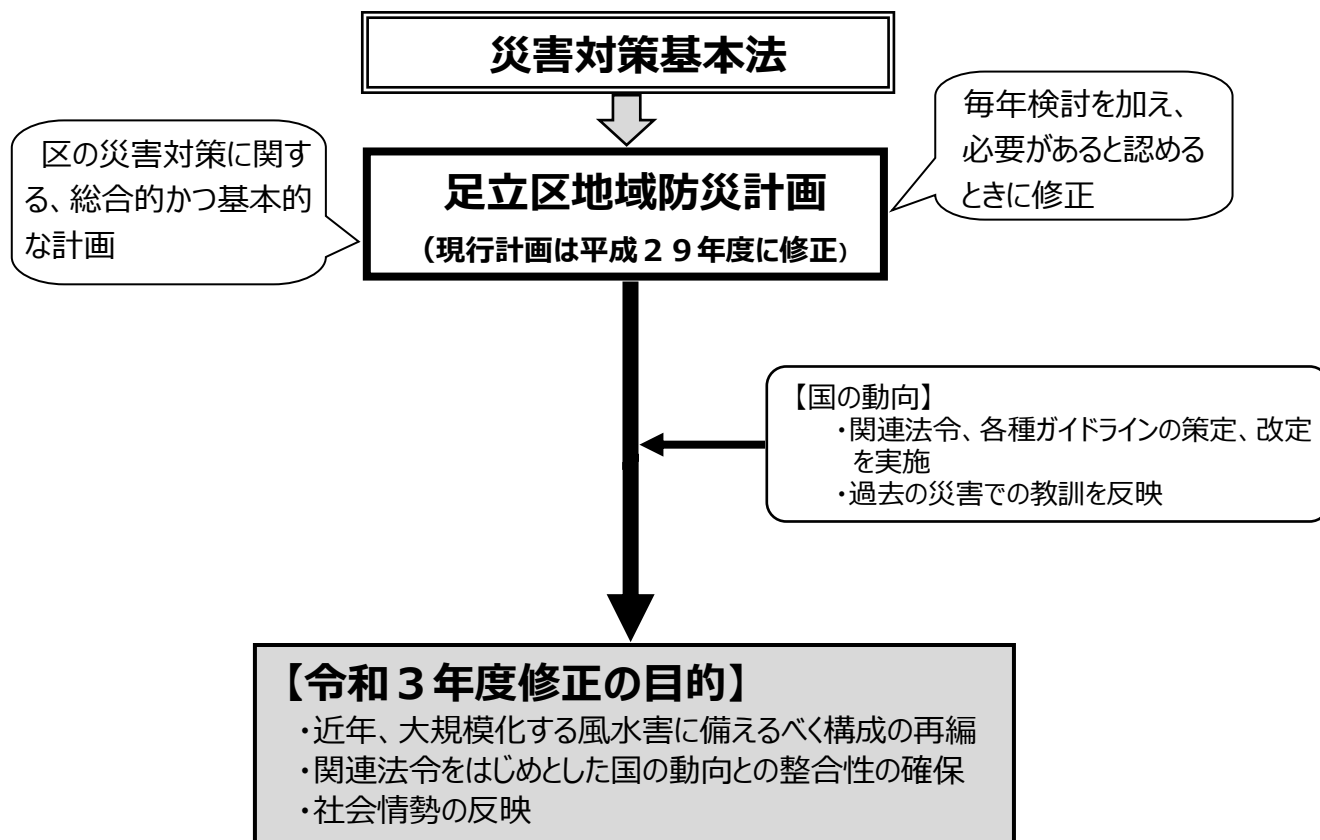 災害対策基本法
毎年検討を加え、
必要があると認める
ときに修正
区の災害対策に関す
る、総合的かつ基本的
な計画
足立区地域防災計画
（現行計画は平成２９年度に修正）
【国の動向】
・関連法令、各種ガイドラインの策定、改定
を実施
・過去の災害での教訓を反映
【令和３年度修正の目的】
・近年、大規模化する風水害に備えるべく構成の再編
・関連法令をはじめとした国の動向との整合性の確保
・社会情勢の反映